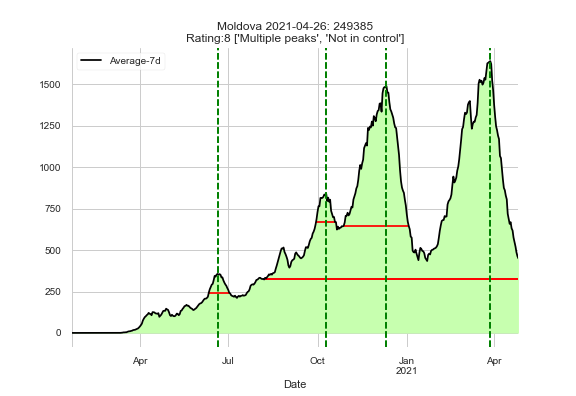 Moldova 2021-04-26: 249385
Rating:8 ['Multiple peaks', 'Not in control']
Average-7d
1500
1250
1000
750
500
250
0
Apr
Jul
Oct
Jan
2021
Apr
Date